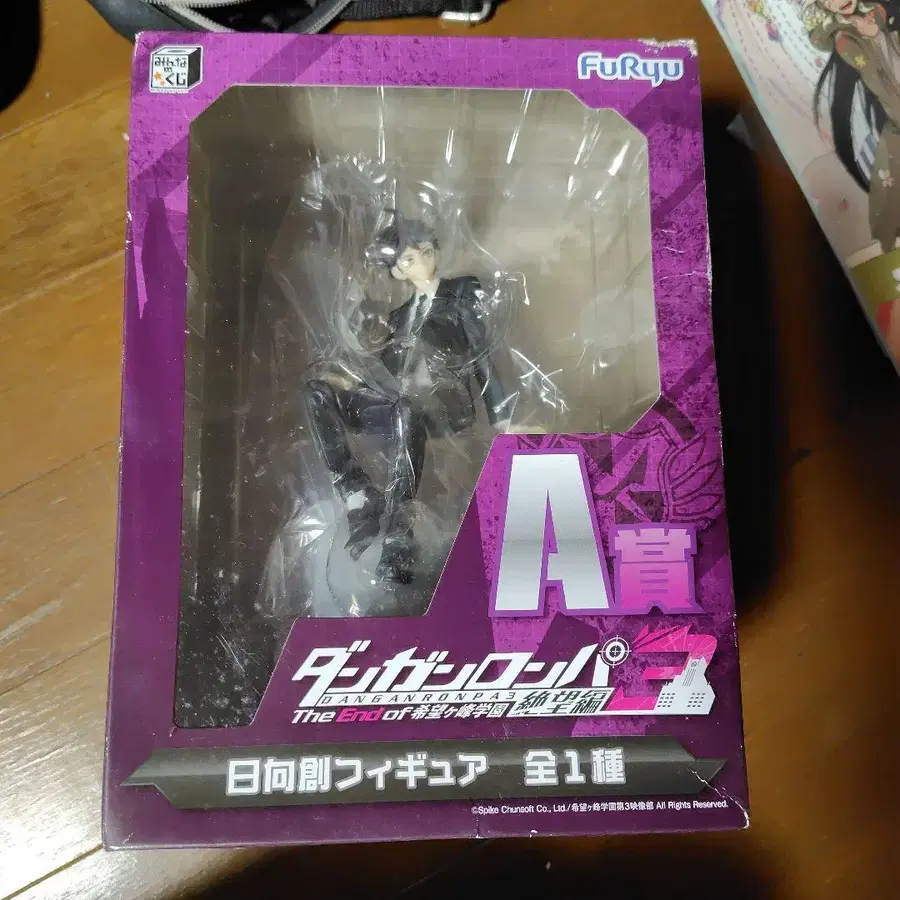 みんな
の
くじ
FuRyu
A賞
ダンガンロンパ3
DANGANRONPA3
The End of 希望ヶ峰学園 絶望編
日向創フィギュア 全1種
©Spike Chunsoft Co., Ltd./希望ヶ峰学園第3映像部 All Rights Reserved.